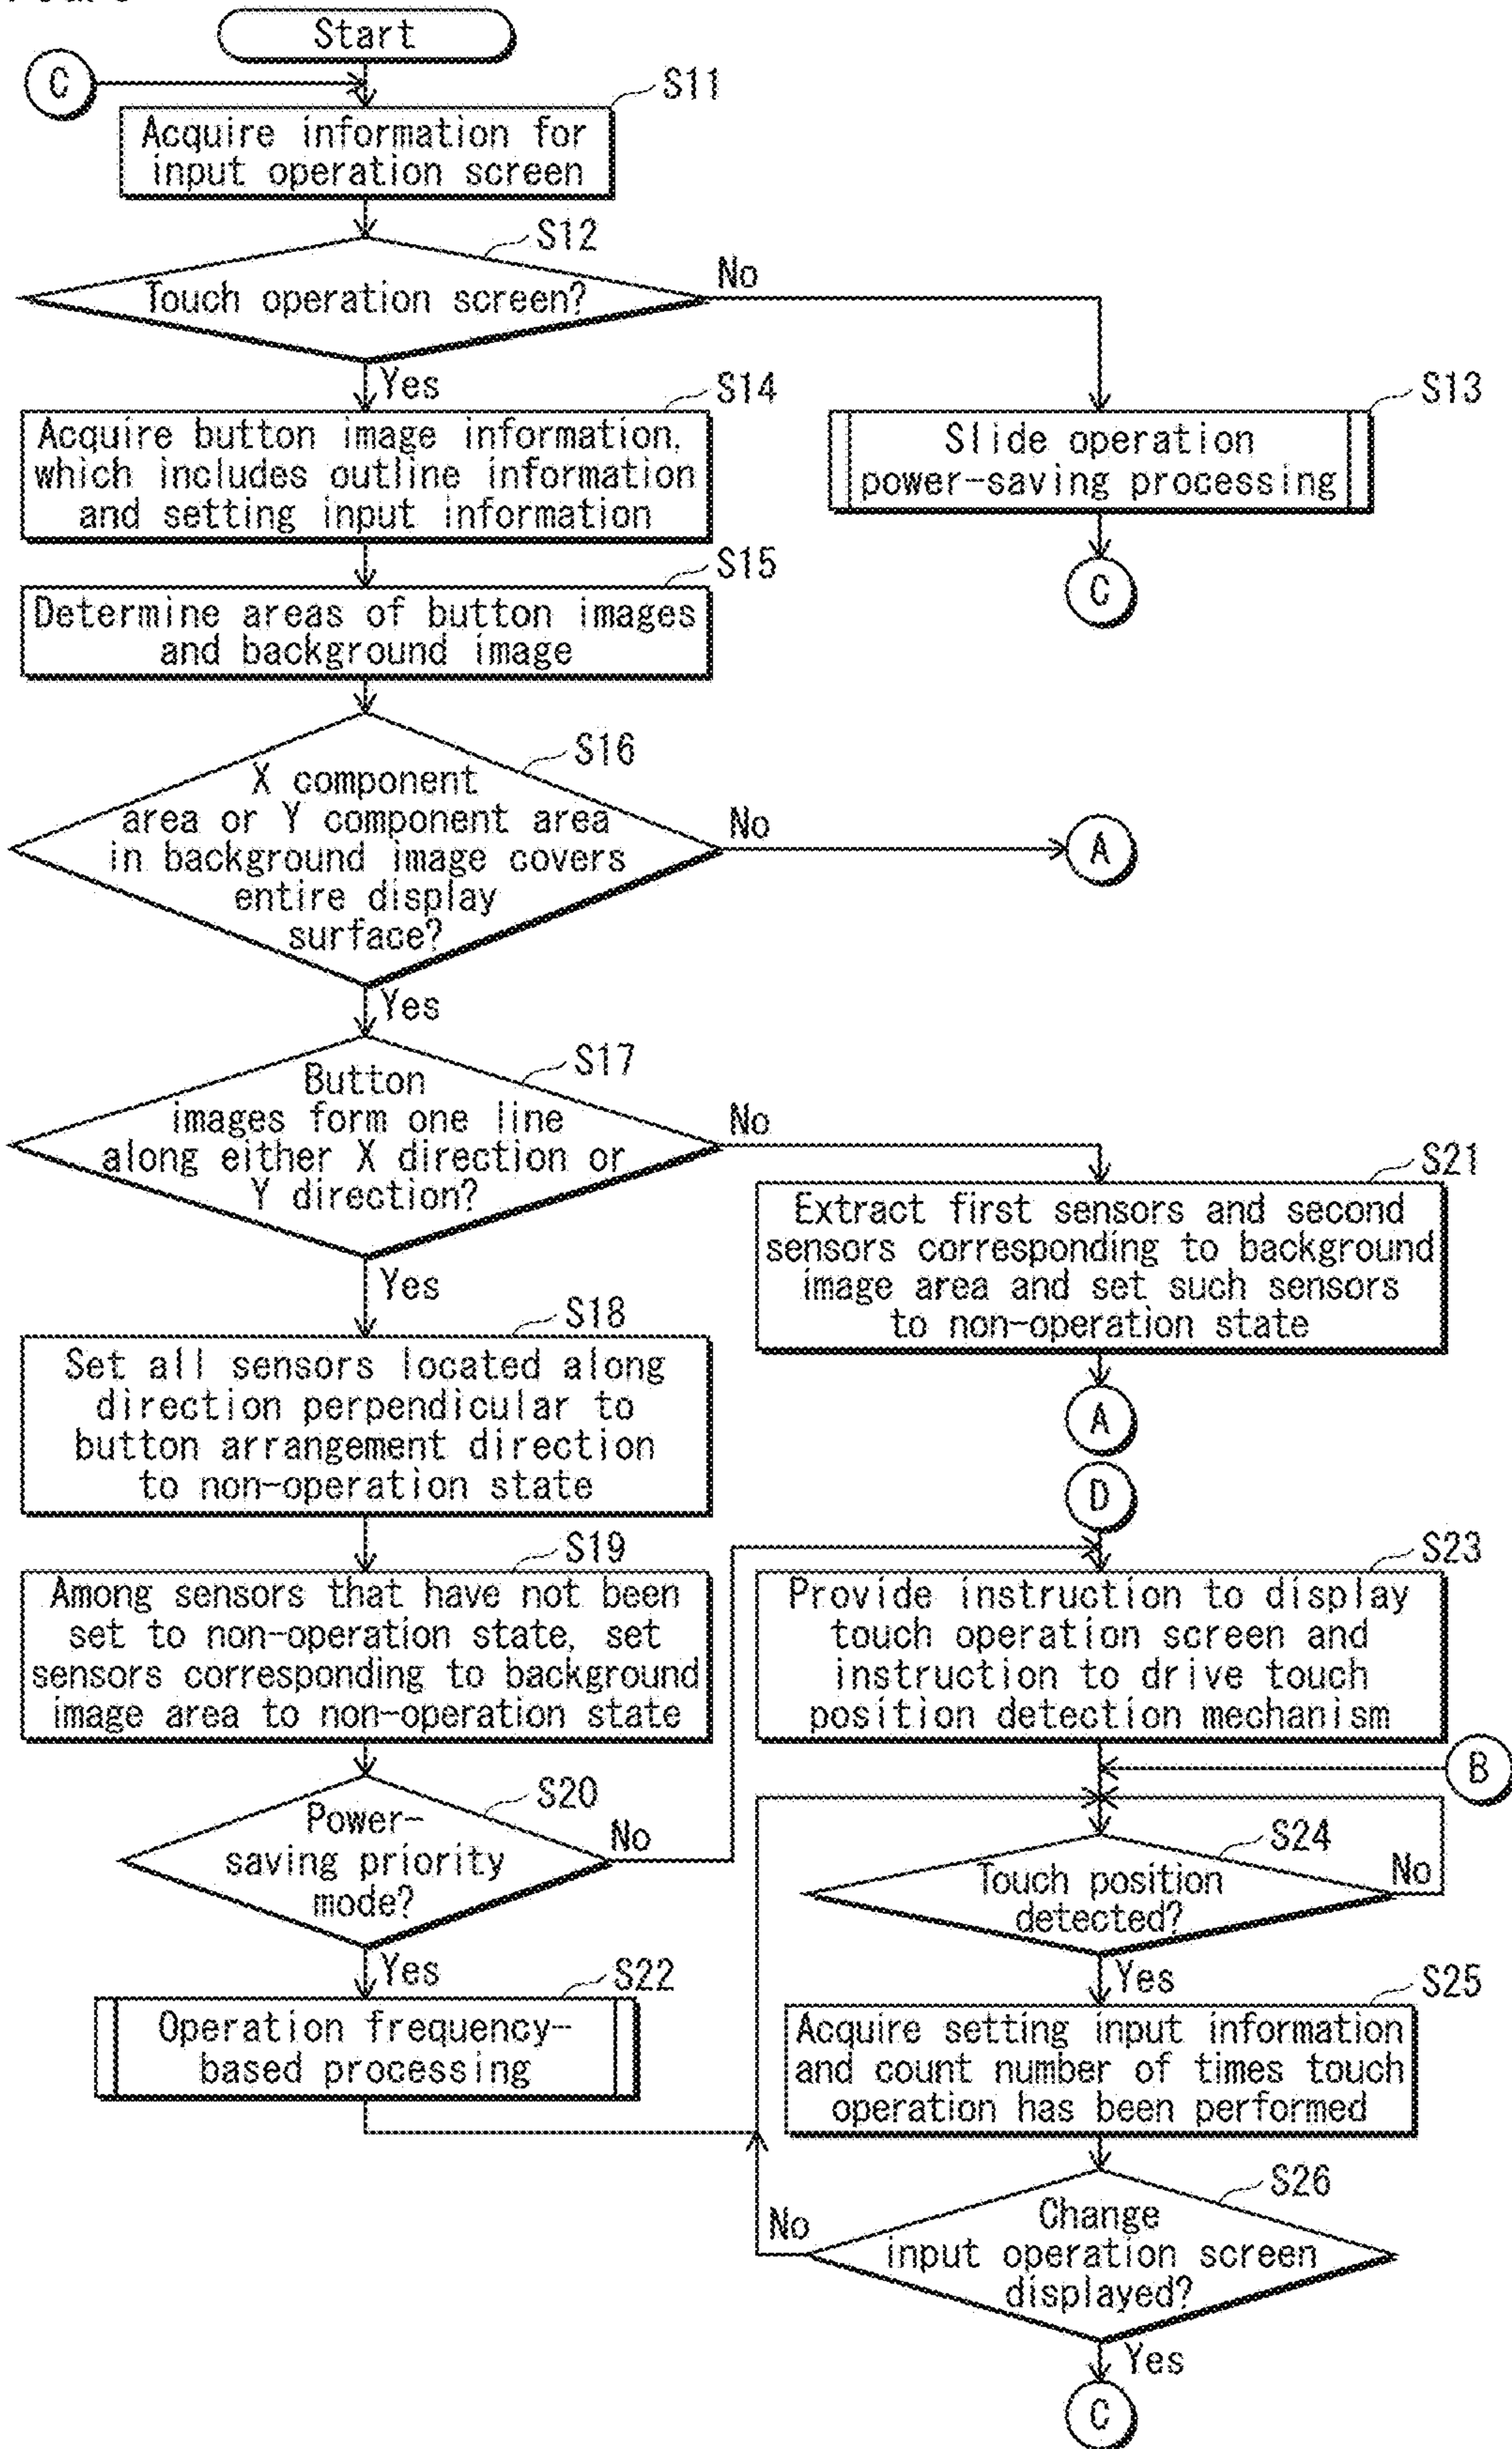 Start
C
S11
Acquire information for
input operation screen
S12
Touch operation screen?
No
Yes
S14
Acquire button image information,
which includes outline information
and setting input information
S13
Slide operation
power-saving processing
C
S15
Determine areas of button images
and background image
S16
X component
area or Y component area
in background image covers
entire display
surface?
No
A
Yes
S17
Button
images form one line
along either X direction or
Y direction?
No
Yes
S21
Extract first sensors and second
sensors corresponding to background
image area and set such sensors
to non-operation state
A
S18
Set all sensors located along
direction perpendicular to
button arrangement direction
to non-operation state
D
S19
Among sensors that have not been
set to non-operation state, set
sensors corresponding to background
image area to non-operation state
S23
Provide instruction to display
touch operation screen and
instruction to drive touch
position detection mechanism
B
S20
Power-
saving priority
mode?
No
Yes
S24
Touch position
detected?
No
Yes
S22
Operation frequency-
based processing
S25
Acquire setting input information
and count number of times touch
operation has been performed
S26
Change
input operation screen
displayed?
No
Yes
C